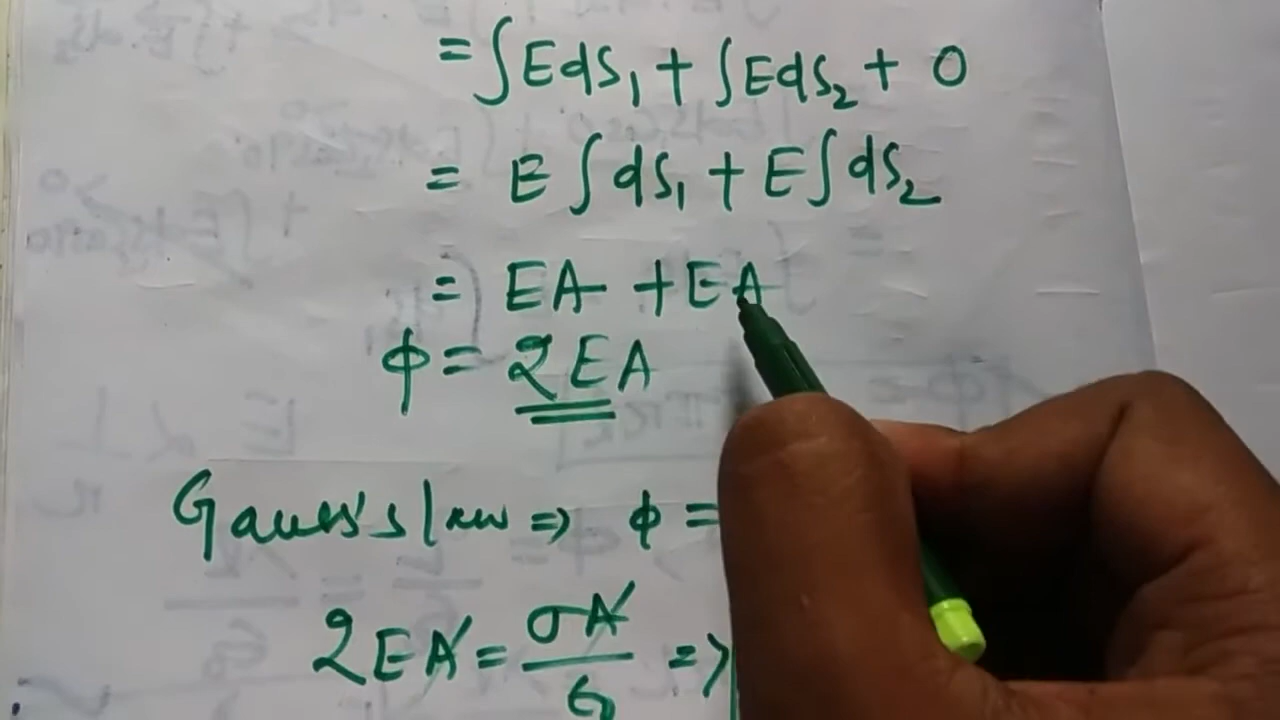 = ∫EdS₁ + ∫EdS₂ + 0
= E ∫dS₁ + E∫dS₂
= EA + EA
ϕ = 2EA
Gauss's law ⇒ ϕ =
2EA = σA/ε₀ ⇒